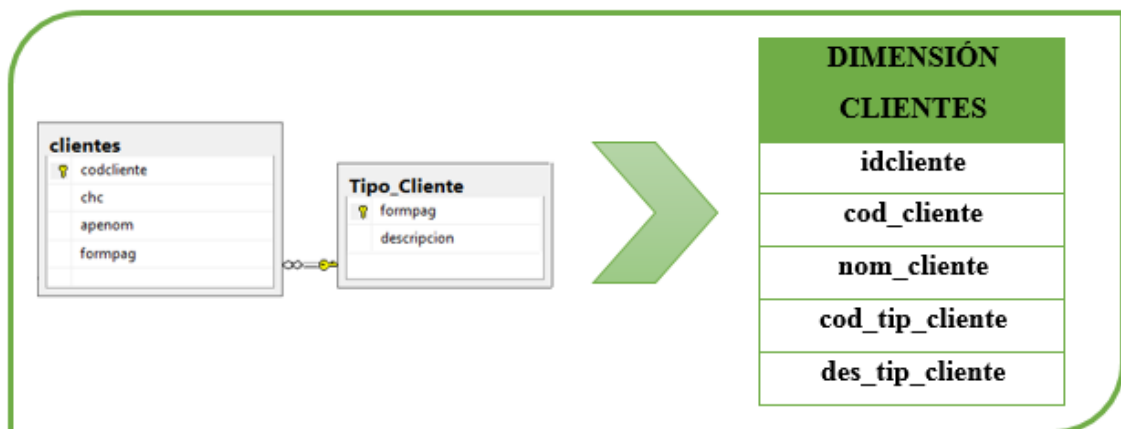 clientes
codcliente
chc
apenom
formpag
Tipo_Cliente
formpag
descripcion
DIMENSIÓN
CLIENTES
idcliente
cod_cliente
nom_cliente
cod_tip_cliente
des_tip_cliente